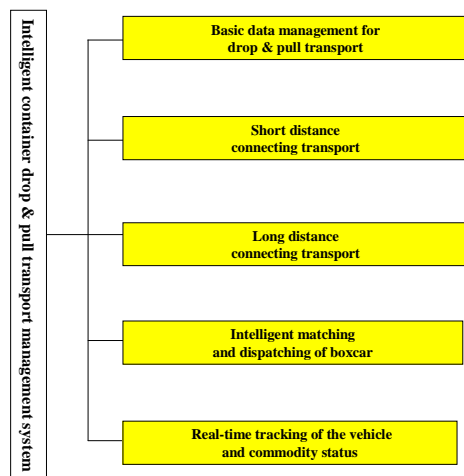 Intelligent container drop & pull transport management system
Basic data management for
drop & pull transport
Short distance
connecting transport
Long distance
connecting transport
Intelligent matching
and dispatching of boxcar
Real-time tracking of the vehicle
and commodity status